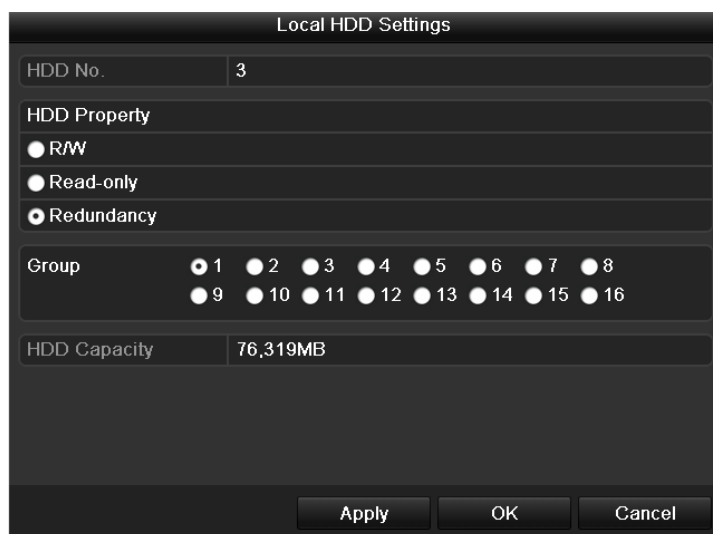 Local HDD Settings
HDD No. 3
HDD Property
R/W
Read-only
Redundancy
Group 1 2 3 4 5 6 7 8
9 10 11 12 13 14 15 16
HDD Capacity 76,319MB
Apply OK Cancel